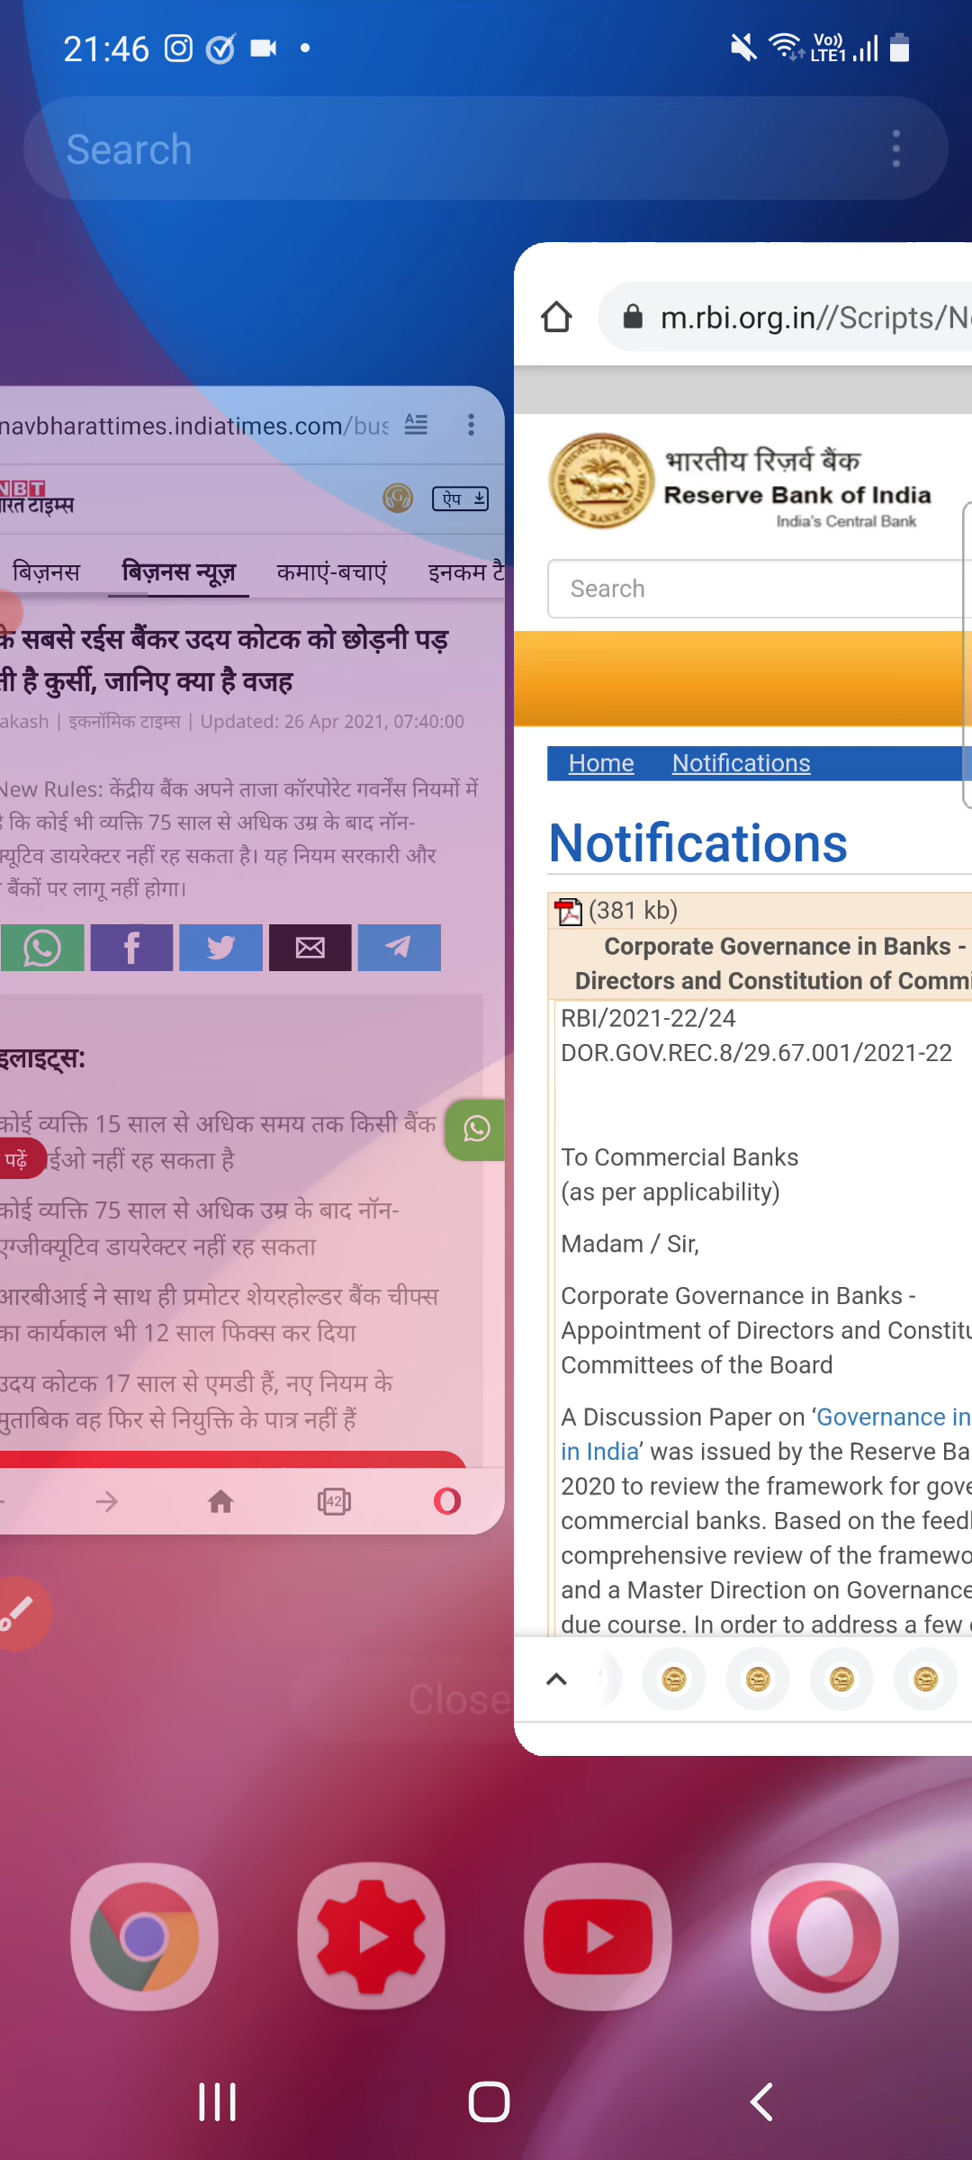 21:46
Vo))
LTE1
Search
navbharattimes.indiatimes.com/bus
NBT
ऐप
टाइम्स
बिज़नस बिज़नस न्यूज़ कमाएं-बचाएं इनकम
के सबसे रईस बैंकर उदय कोटक को छोड़नी पड़
है कुर्सी, जानिए क्या है वजह
| इकनॉमिक टाइम्स | Updated: 26 Apr 2021, 07:40:00
New Rules: केंद्रीय बैंक अपने ताजा कॉरपोरेट गवर्नेंस नियमों में
कि कोई भी व्यक्ति 75 साल से अधिक उम्र के बाद नॉन-
डायरेक्टर नहीं रह सकता है। यह नियम सरकारी और
बैंकों पर लागू नहीं होगा।
कोई व्यक्ति 15 साल से अधिक समय तक किसी बैंक
पढ़ें
नहीं रह सकता है
कोई व्यक्ति 75 साल से अधिक उम्र के बाद नॉन-
एग्जीक्यूटिव डायरेक्टर नहीं रह सकता
आरबीआई ने साथ ही प्रमोटर शेयरहोल्डर बैंक चीफ्स
का कार्यकाल भी 12 साल फिक्स कर दिया
उदय कोटक 17 साल से एमडी हैं, नए नियम के
मुताबिक वह फिर से नियुक्ति के पात्र नहीं हैं
42
Close
m.rbi.org.in//Scripts/N
भारतीय रिज़र्व बैंक
Reserve Bank of India
India's Central Bank
Search
Home Notifications
Notifications
(381 kb)
Corporate Governance in Banks -
Directors and Constitution of Commi
RBI/2021-22/24
DOR.GOV.REC.8/29.67.001/2021-22
To Commercial Banks
(as per applicability)
Madam / Sir,
Corporate Governance in Banks -
Appointment of Directors and Constitu
Committees of the Board
A Discussion Paper on ‘Governance in
in India’ was issued by the Reserve Ba
2020 to review the framework for gove
commercial banks. Based on the feed
comprehensive review of the framewo
and a Master Direction on Governance
due course. In order to address a few